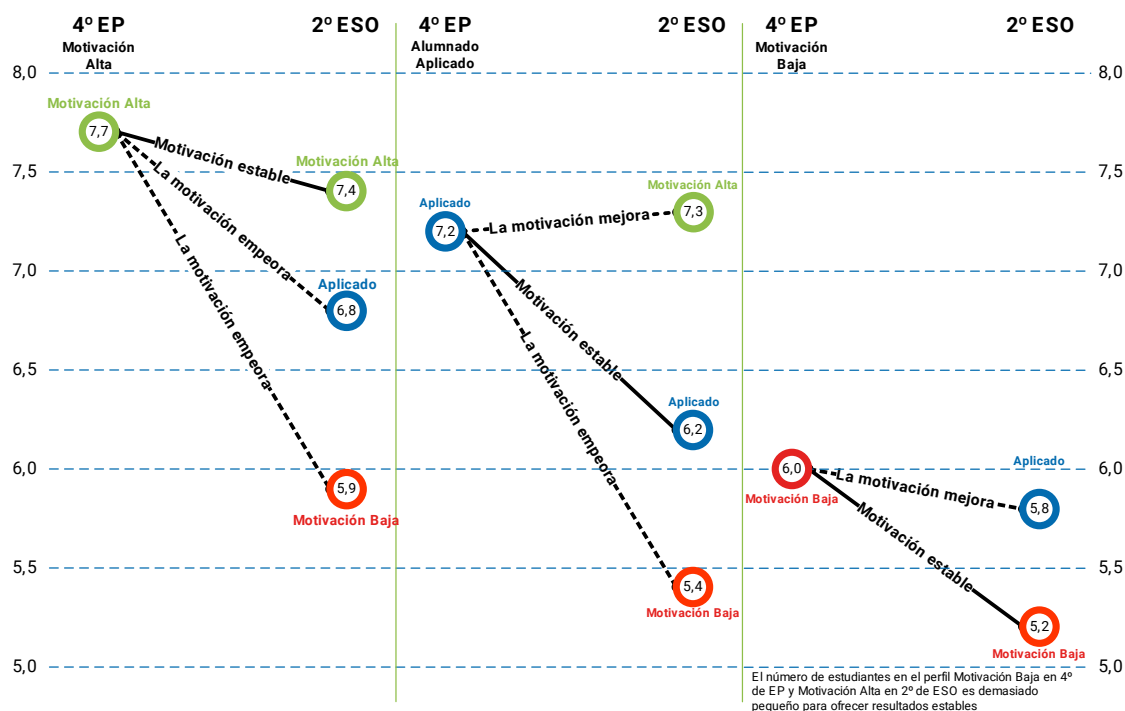 4º EP
Motivación
Alta
2º ESO
4º EP
Alumnado
Aplicado
2º ESO
4º EP
Motivación
Baja
2º ESO
8,0
7,5
7,0
6,5
6,0
5,5
5,0
Motivación Alta
7,7
Motivación estable
La motivación empeora
La motivación empeora
Motivación Alta
7,4
Aplicado
6,8
5,9
Motivación Baja
Aplicado
7,2
La motivación mejora
Motivación estable
La motivación empeora
Motivación Alta
7,3
Aplicado
6,2
5,4
Motivación Baja
6,0
Motivación Baja
La motivación mejora
Motivación estable
Aplicado
5,8
5,2
Motivación Baja
8,0
7,5
7,0
6,5
6,0
5,5
5,0
El número de estudiantes en el perfil Motivación Baja en 4º
de EP y Motivación Alta en 2º de ESO es demasiado
pequeño para ofrecer resultados estables